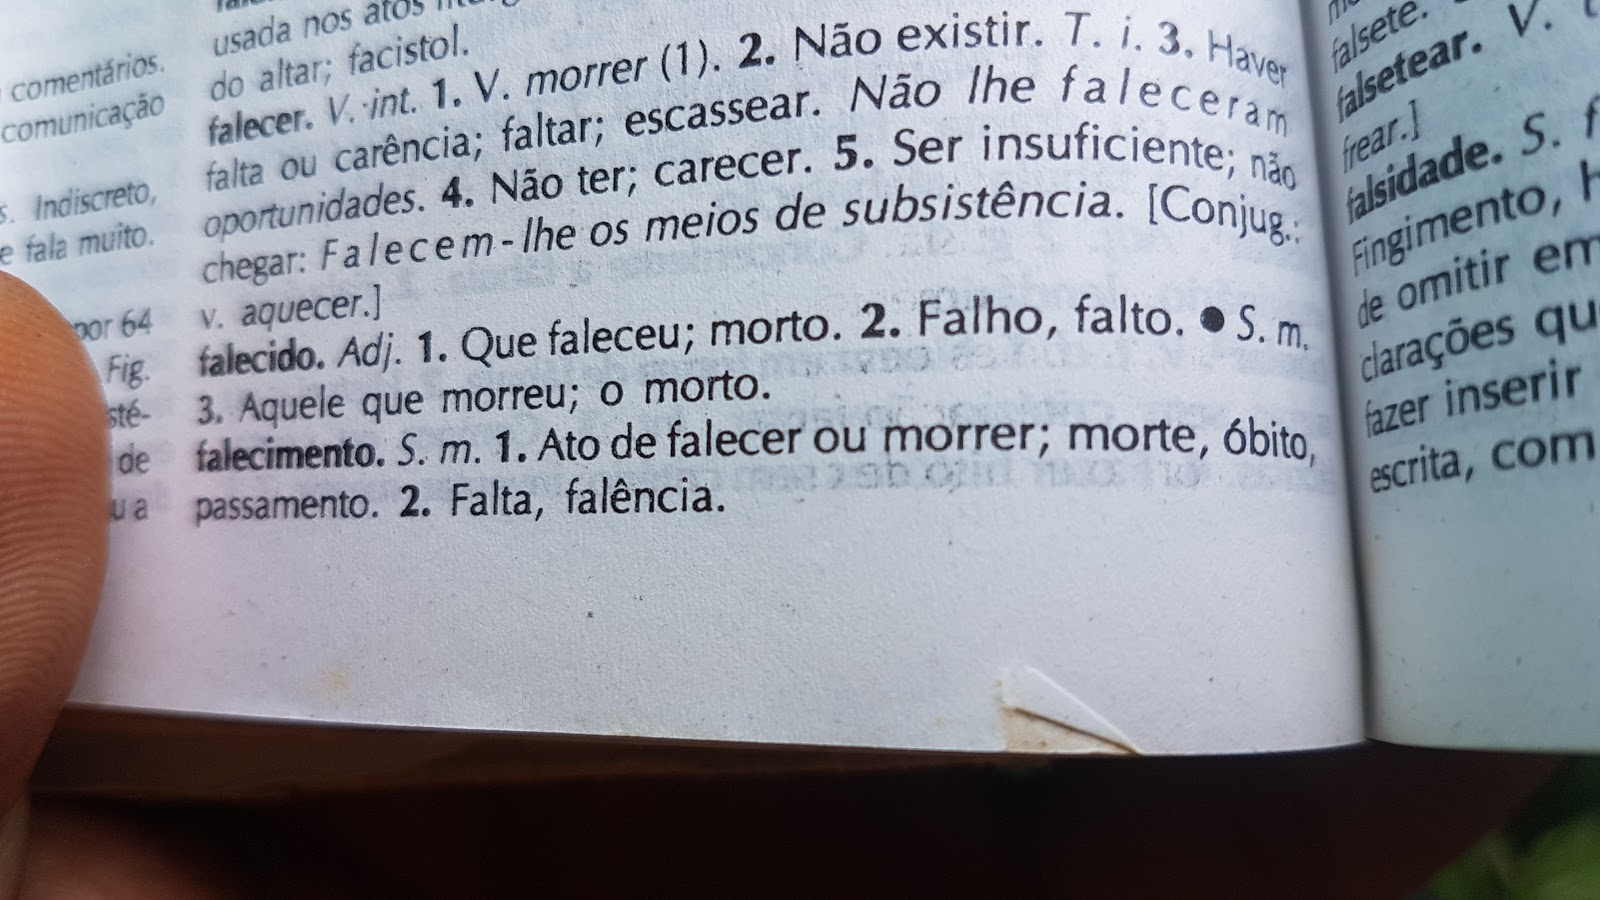 comentários.
comunicação
s. Indiscreto,
e fala muito.
por 64
Fig.
sté-
de
u a
usada nos atos
do altar; facistol.
falecer. V. int. 1. V. morrer (1). 2. Não existir. T. i. 3. Haver
falta ou carência; faltar; escassear. Não lhe faleceram
oportunidades. 4. Não ter; carecer. 5. Ser insuficiente; não
chegar: Falecem-lhe os meios de subsistência. [Conjug.:
v. aquecer.]
falecido. Adj. 1. Que faleceu; morto. 2. Falho, falto. ● S. m.
3. Aquele que morreu; o morto.
falecimento. S. m. 1. Ato de falecer ou morrer; morte, óbito,
passamento. 2. Falta, falência.
falsete.
falsetear. V. t
frear.]
falsidade. S. f
Fingimento, h
de omitir em
clarações qu
fazer inserir
escrita, com